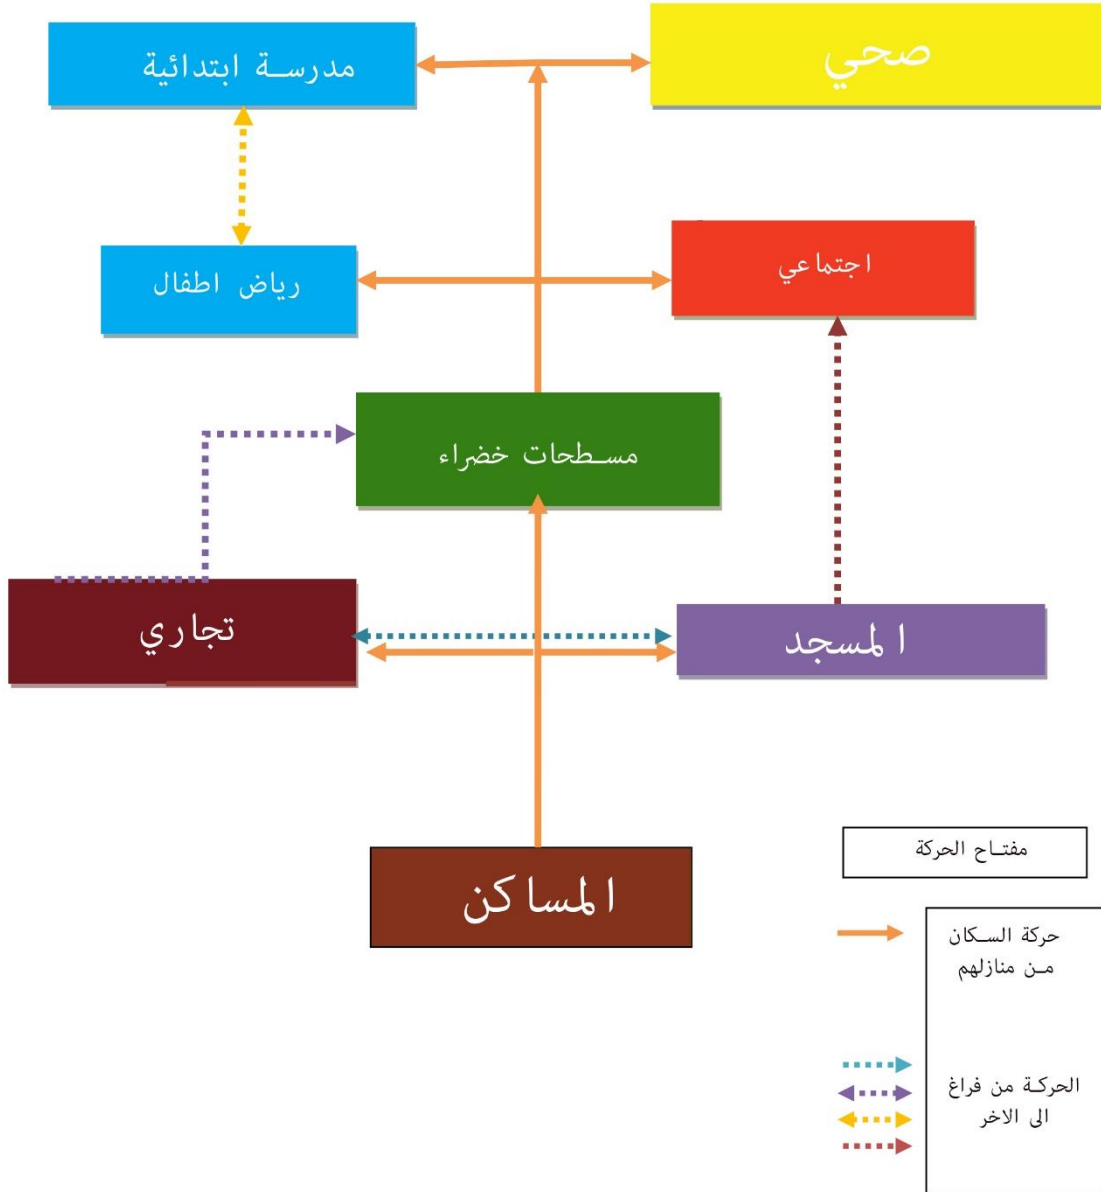 صحي
مدرسة ابتدائية
اجتماعي
رياض اطفال
مسطحات خضراء
المسجد
تجاري
المساكن
مفتاح الحركة
حركة السكان
من منازلهم
الحركة من فراغ
الى الاخر